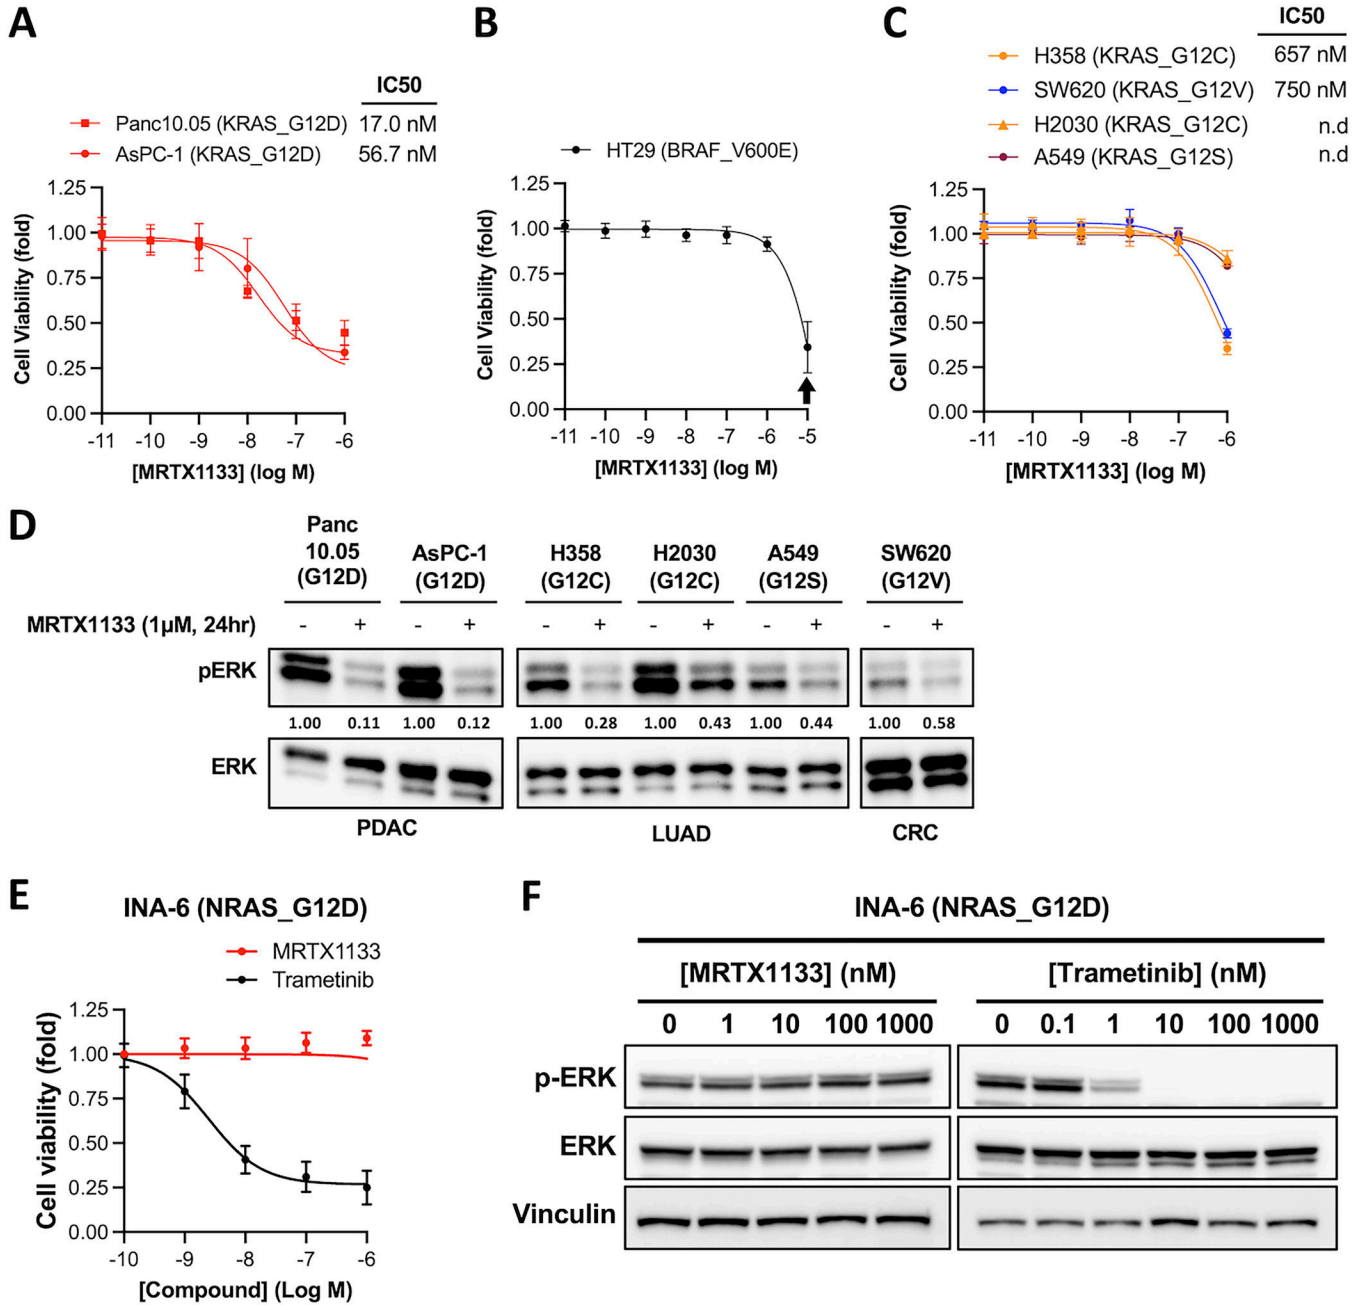 A
IC50
Panc10.05 (KRAS_G12D) 17.0 nM
AsPC-1 (KRAS_G12D) 56.7 nM
1.25
1.00
0.75
0.50
0.25
0.00
Cell Viability (fold)
-11 -10 -9 -8 -7 -6
[MRTX1133] (log M)
B
HT29 (BRAF_V600E)
1.25
1.00
0.75
0.50
0.25
0.00
Cell Viability (fold)
-11 -10 -9 -8 -7 -6 -5
[MRTX1133] (log M)
C
IC50
H358 (KRAS_G12C) 657 nM
SW620 (KRAS_G12V) 750 nM
H2030 (KRAS_G12C) n.d
A549 (KRAS_G12S) n.d
1.25
1.00
0.75
0.50
0.25
0.00
Cell Viability (fold)
-11 -10 -9 -8 -7 -6
[MRTX1133] (log M)
D
Panc
10.05
(G12D)
AsPC-1
(G12D)
H358
(G12C)
H2030
(G12C)
A549
(G12S)
SW620
(G12V)
MRTX1133 (1µM, 24hr) - + - + - + - + - + - +
pERK
1.00 0.11 1.00 0.12 1.00 0.28 1.00 0.43 1.00 0.44 1.00 0.58
ERK
PDAC LUAD CRC
E
INA-6 (NRAS_G12D)
MRTX1133
Trametinib
1.25
1.00
0.75
0.50
0.25
0.00
Cell viability (fold)
-10 -9 -8 -7 -6
[Compound] (Log M)
F
INA-6 (NRAS_G12D)
[MRTX1133] (nM) [Trametinib] (nM)
0 1 10 100 1000 0 0.1 1 10 100 1000
p-ERK
ERK
Vinculin